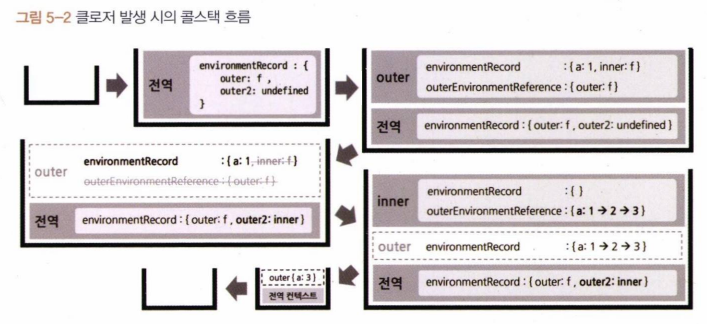 그림 5-2 클로저 발생 시의 콜스택 흐름
전역
environmentRecord : {
outer: f ,
outer2: undefined
}
outer
environmentRecord : { a: 1, inner: f }
outerEnvironmentReference : { outer: f }
전역
environmentRecord : { outer: f , outer2: undefined }
outer
environmentRecord : { a: 1, inner: f }
outerEnvironmentReference : { outer: f }
전역
environmentRecord : { outer: f , outer2: inner }
inner
environmentRecord : { }
outerEnvironmentReference : { a: 1 → 2 → 3 }
outer
environmentRecord : { a: 1 → 2 → 3 }
전역
environmentRecord : { outer: f , outer2: inner }
outer { a: 3 }
전역 컨텍스트